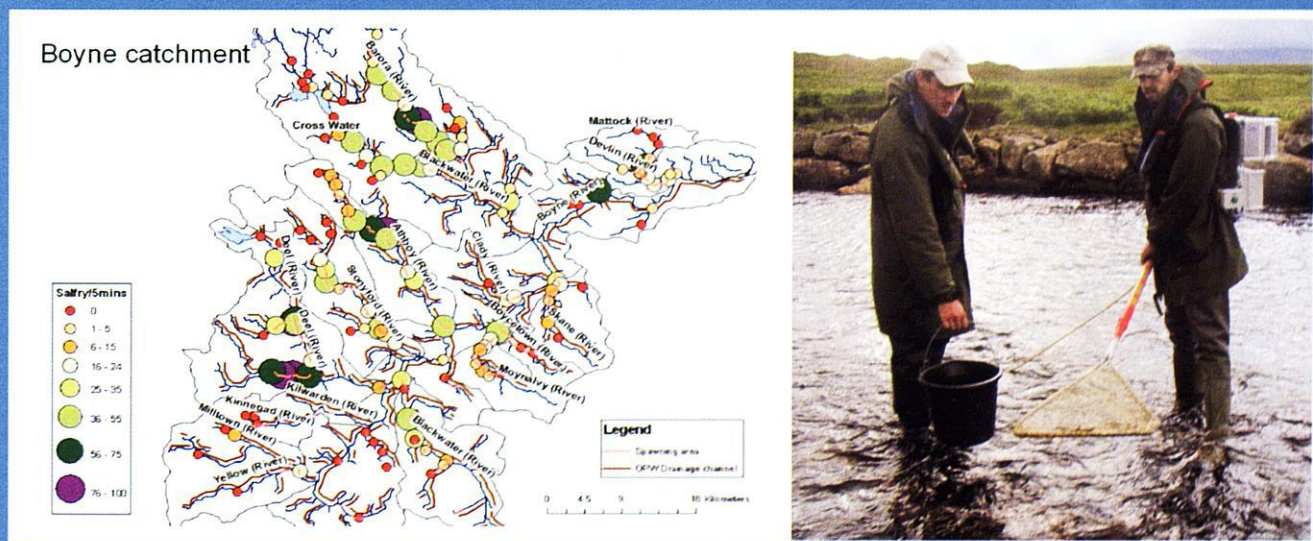 Boyne catchment
Barora (River)
Cross Water
Mattock (River)
Devlin (River)
Blackwater (River)
Boyne (River)
Athboy (River)
Deel (River)
Clady (River)
Stonyford (River)
Skane (River)
Deel (River)
Boycetown (River)
Moynalvy (River)
Kilwarden (River)
Kinnegad (River)
Milltown (River)
Blackwater (River)
Yellow (River)
Salfry/5mins
0
1 - 5
6 - 15
16 - 24
25 - 35
36 - 55
56 - 75
76 - 100
Legend
Spawning area
OPW Drainage channel
0 4.5 9 18 Kilometers